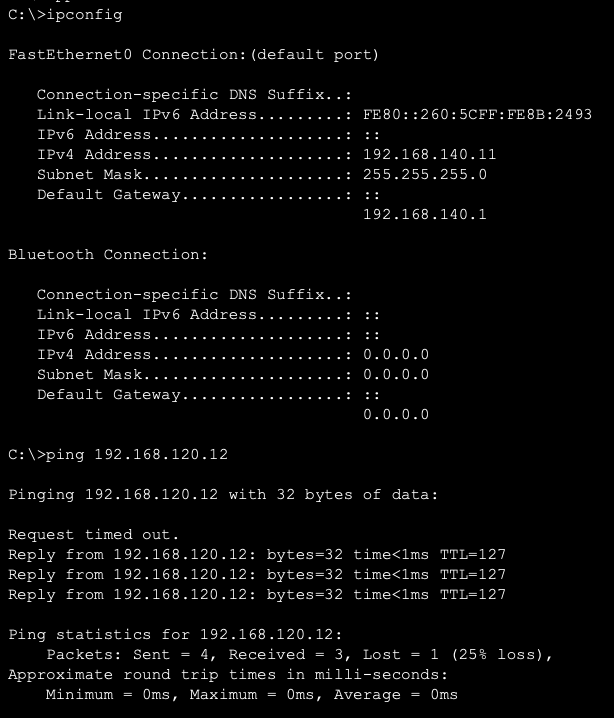 C:\>ipconfig
FastEthernet0 Connection:(default port)
Connection-specific DNS Suffix..:
Link-local IPv6 Address.........: FE80::260:5CFF:FE8B:2493
IPv6 Address....................: ::
IPv4 Address....................: 192.168.140.11
Subnet Mask.....................: 255.255.255.0
Default Gateway.................: ::
192.168.140.1
Bluetooth Connection:
Connection-specific DNS Suffix..:
Link-local IPv6 Address.........: ::
IPv6 Address....................: ::
IPv4 Address....................: 0.0.0.0
Subnet Mask.....................: 0.0.0.0
Default Gateway.................: ::
0.0.0.0
C:\>ping 192.168.120.12
Pinging 192.168.120.12 with 32 bytes of data:
Request timed out.
Reply from 192.168.120.12: bytes=32 time<1ms TTL=127
Reply from 192.168.120.12: bytes=32 time<1ms TTL=127
Reply from 192.168.120.12: bytes=32 time<1ms TTL=127
Ping statistics for 192.168.120.12:
Packets: Sent = 4, Received = 3, Lost = 1 (25% loss),
Approximate round trip times in milli-seconds:
Minimum = 0ms, Maximum = 0ms, Average = 0ms